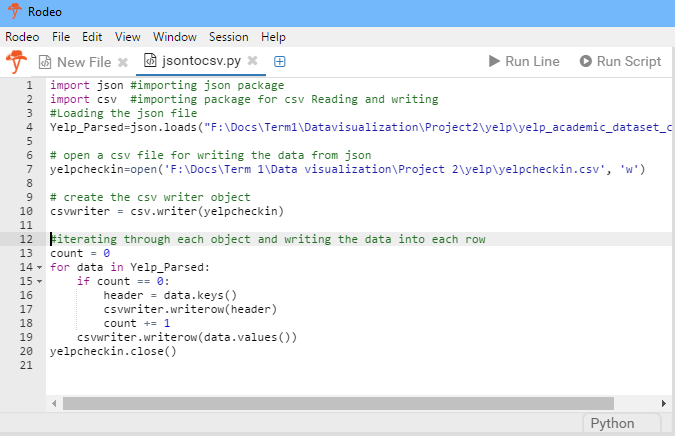 Rodeo
Rodeo File Edit View Window Session Help
New File jsontocsv.py Run Line Run Script
1 import json #importing json package
2 import csv  #importing package for csv Reading and writing
3 #Loading the json file
4 Yelp_Parsed=json.loads("F:\Docs\Term1\Datavisualization\Project2\yelp\yelp_academic_dataset_c
5
6 # open a csv file for writing the data from json
7 yelpcheckin=open('F:\Docs\Term 1\Data visualization\Project 2\yelp\yelpcheckin.csv', 'w')
8
9 # create the csv writer object
10 csvwriter = csv.writer(yelpcheckin)
11
12 #iterating through each object and writing the data into each row
13 count = 0
14 for data in Yelp_Parsed:
15     if count == 0:
16         header = data.keys()
17         csvwriter.writerow(header)
18         count += 1
19     csvwriter.writerow(data.values())
20 yelpcheckin.close()
21
Python